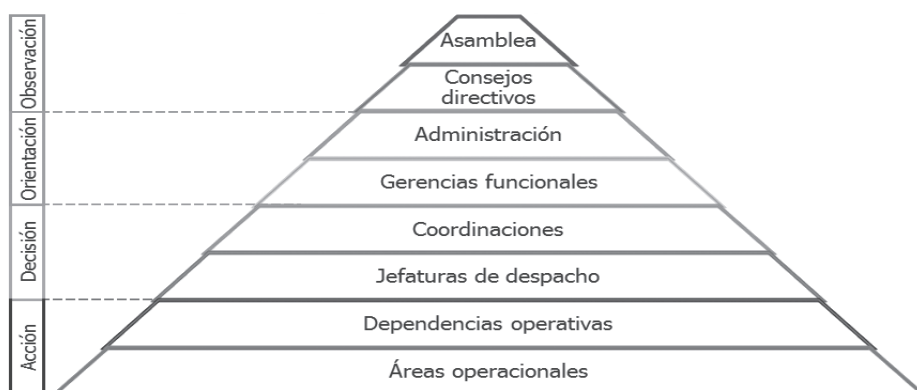 Observación
Orientación
Decisión
Acción
Asamblea
Consejos
directivos
Administración
Gerencias funcionales
Coordinaciones
Jefaturas de despacho
Dependencias operativas
Áreas operacionales